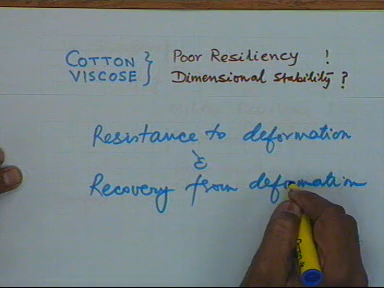 COTTON } Poor Resiliency !
VISCOSE } Dimensional Stability ?
Resistance to deformation
&
Recovery from deformation